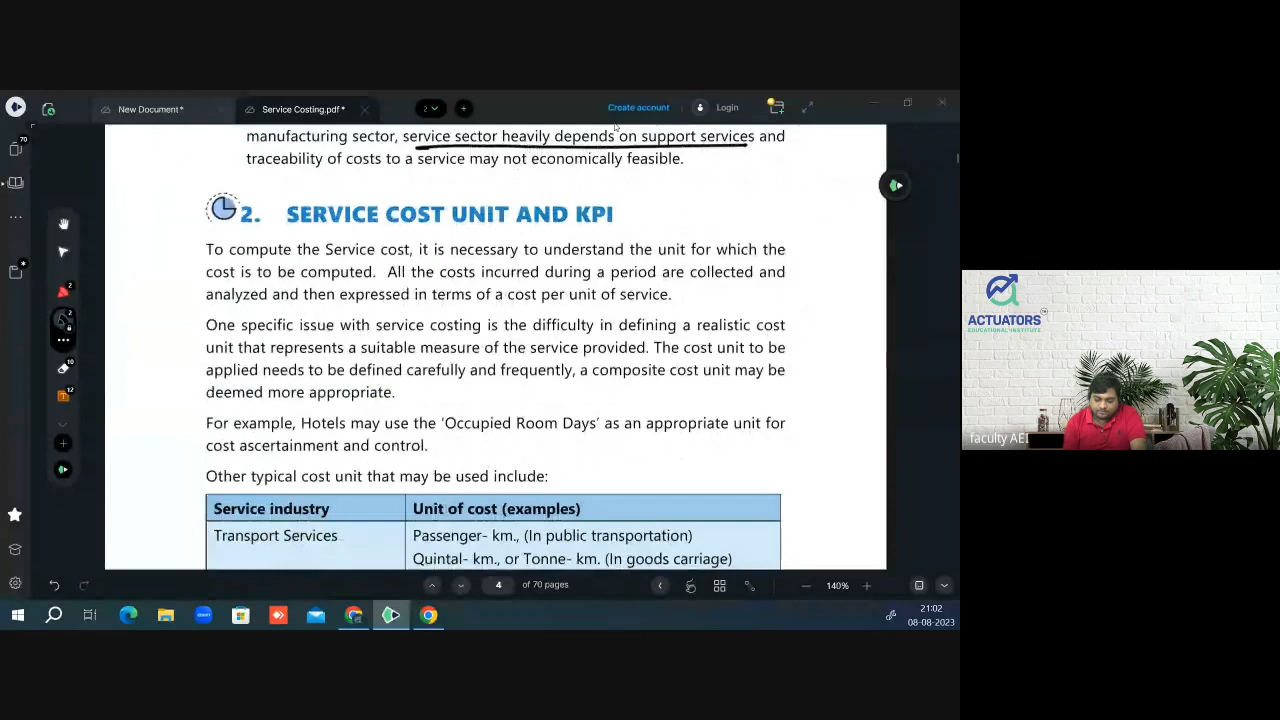 New Document*
Service Costing.pdf*
2
Create account
Login
manufacturing sector, service sector heavily depends on support services and
traceability of costs to a service may not economically feasible.
2. SERVICE COST UNIT AND KPI
To compute the Service cost, it is necessary to understand the unit for which the
cost is to be computed. All the costs incurred during a period are collected and
analyzed and then expressed in terms of a cost per unit of service.
One specific issue with service costing is the difficulty in defining a realistic cost
unit that represents a suitable measure of the service provided. The cost unit to be
applied needs to be defined carefully and frequently, a composite cost unit may be
deemed more appropriate.
For example, Hotels may use the ‘Occupied Room Days’ as an appropriate unit for
cost ascertainment and control.
Other typical cost unit that may be used include:
Service industry
Unit of cost (examples)
Transport Services
Passenger- km., (In public transportation)
Quintal- km., or Tonne- km. (In goods carriage)
70
2
2
10
12
4 of 70 pages
140%
21:02
08-08-2023
ACTUATORS
EDUCATIONAL INSTITUTE
faculty AEI